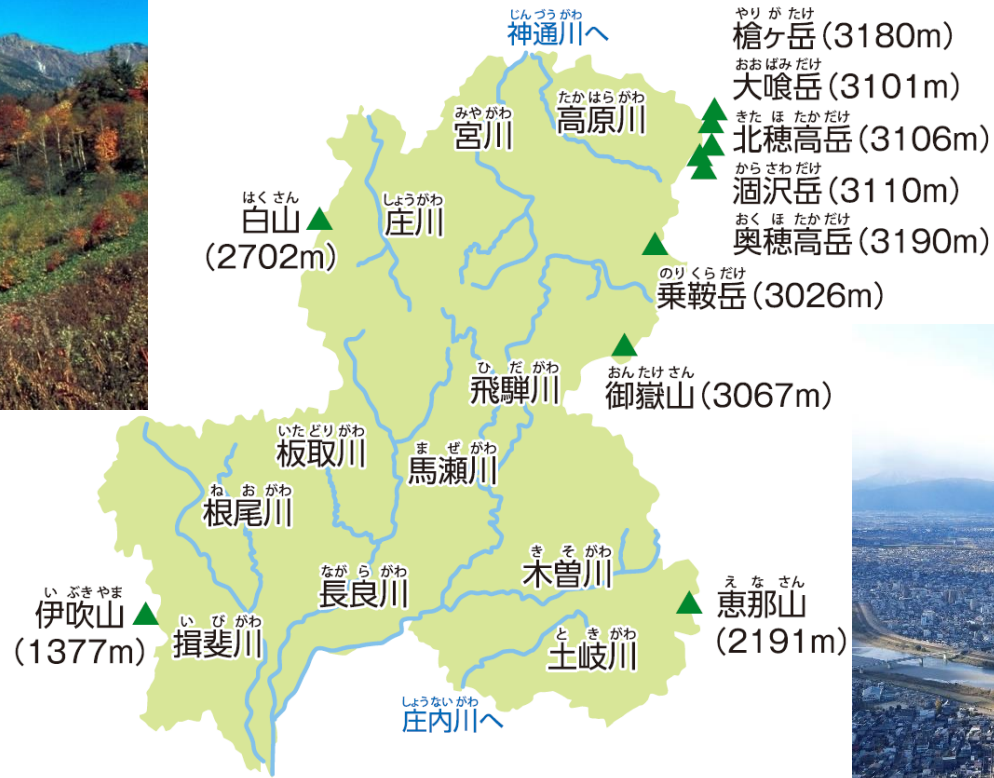 じんづうがわ
神通川へ
やりがたけ
槍ヶ岳(3180m)
おおばみだけ
大喰岳(3101m)
きたほたかだけ
北穂高岳(3106m)
からさわだけ
涸沢岳(3110m)
おくほたかだけ
奥穂高岳(3190m)
みやがわ
宮川
たかはらがわ
高原川
はくさん
白山
(2702m)
しょうがわ
庄川
のりくらだけ
乗鞍岳(3026m)
ひだがわ
飛騨川
おんたけさん
御嶽山(3067m)
いたどりがわ
板取川
まぜがわ
馬瀬川
ねおがわ
根尾川
ながらがわ
長良川
きそがわ
木曽川
いぶきやま
伊吹山
(1377m)
いびがわ
揖斐川
えなさん
恵那山
(2191m)
ときがわ
土岐川
しょうないがわ
庄内川へ